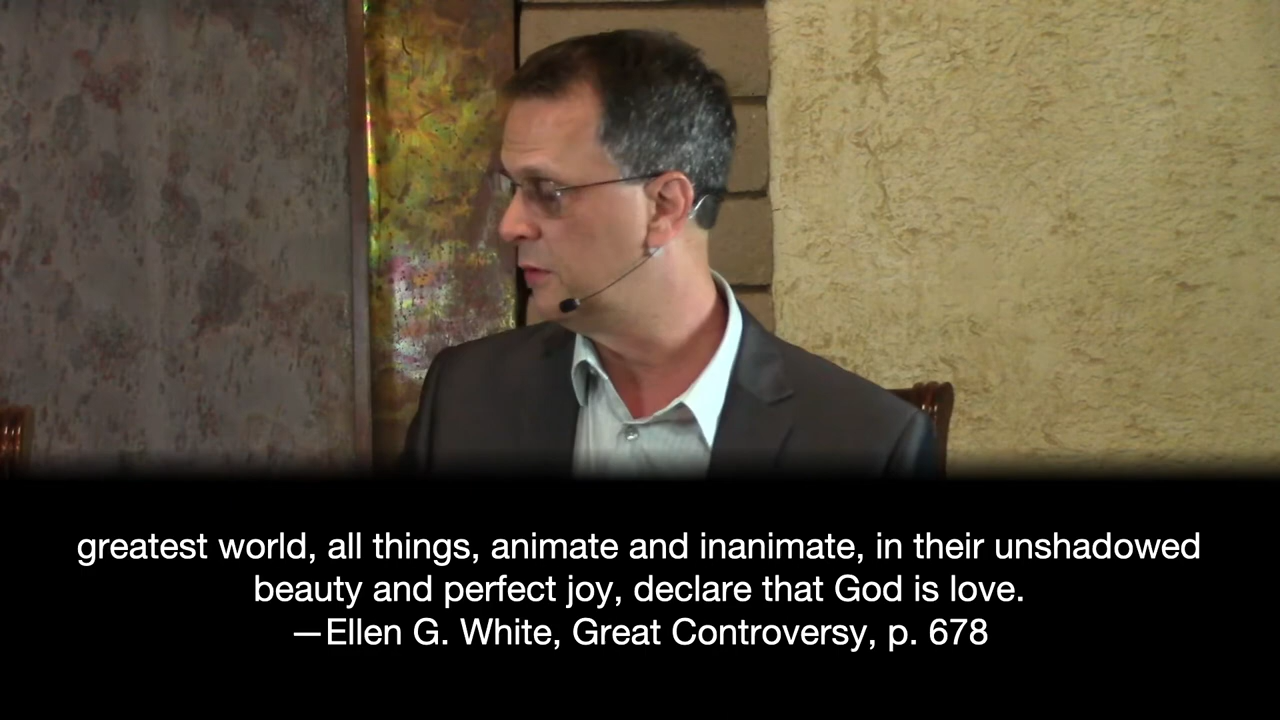 greatest world, all things, animate and inanimate, in their unshadowed
beauty and perfect joy, declare that God is love.
—Ellen G. White, Great Controversy, p. 678